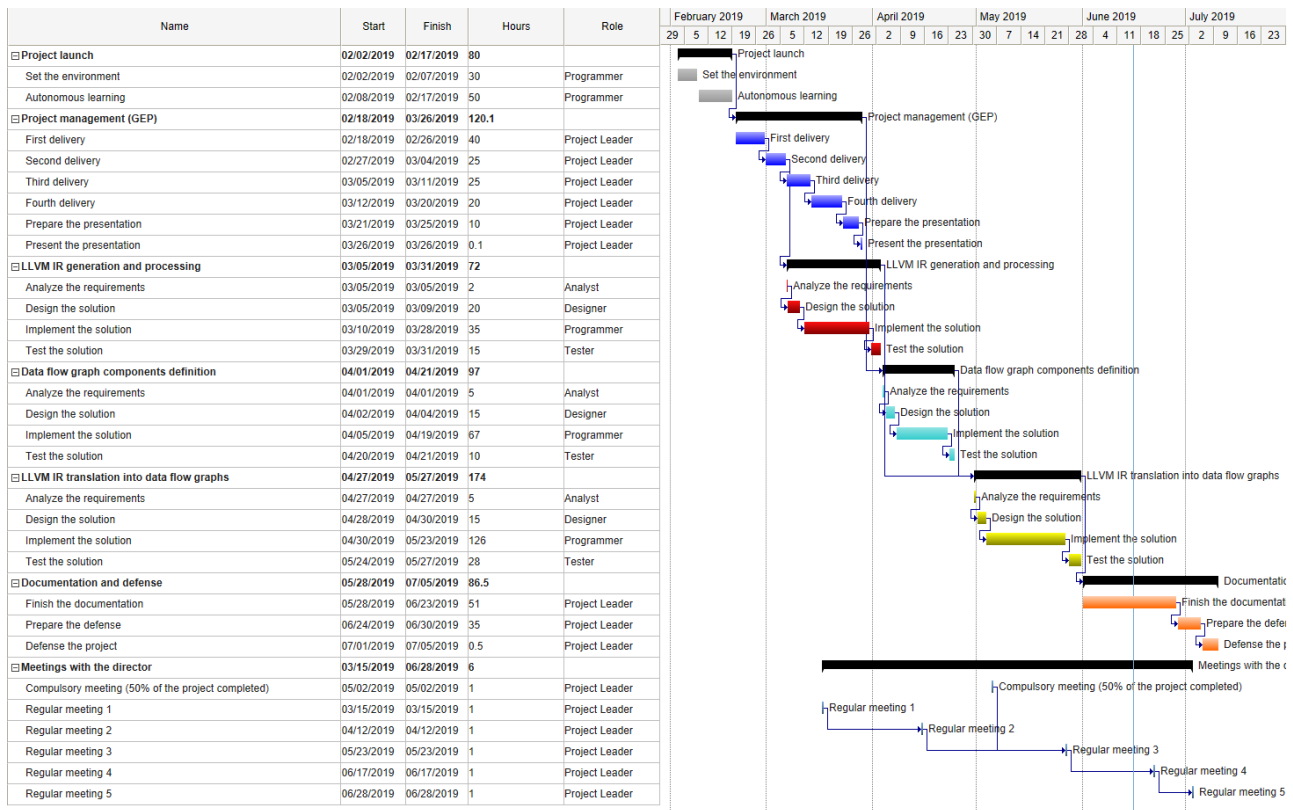 Name Start Finish Hours Role February 2019 March 2019 April 2019 May 2019 June 2019 July 2019
29 5 12 19 26 5 12 19 26 2 9 16 23 30 7 14 21 28 4 11 18 25 2 9 16 23
Project launch 02/02/2019 02/17/2019 80 Project launch
Set the environment 02/02/2019 02/07/2019 30 Programmer Set the environment
Autonomous learning 02/08/2019 02/17/2019 50 Programmer Autonomous learning
Project management (GEP) 02/18/2019 03/26/2019 120.1 Project management (GEP)
First delivery 02/18/2019 02/26/2019 40 Project Leader First delivery
Second delivery 02/27/2019 03/04/2019 25 Project Leader Second delivery
Third delivery 03/05/2019 03/11/2019 25 Project Leader Third delivery
Fourth delivery 03/12/2019 03/20/2019 20 Project Leader Fourth delivery
Prepare the presentation 03/21/2019 03/25/2019 10 Project Leader Prepare the presentation
Present the presentation 03/26/2019 03/26/2019 0.1 Project Leader Present the presentation
LLVM IR generation and processing 03/05/2019 03/31/2019 72 LLVM IR generation and processing
Analyze the requirements 03/05/2019 03/05/2019 2 Analyst Analyze the requirements
Design the solution 03/05/2019 03/09/2019 20 Designer Design the solution
Implement the solution 03/10/2019 03/28/2019 35 Programmer Implement the solution
Test the solution 03/29/2019 03/31/2019 15 Tester Test the solution
Data flow graph components definition 04/01/2019 04/21/2019 97 Data flow graph components definition
Analyze the requirements 04/01/2019 04/01/2019 5 Analyst Analyze the requirements
Design the solution 04/02/2019 04/04/2019 15 Designer Design the solution
Implement the solution 04/05/2019 04/19/2019 67 Programmer Implement the solution
Test the solution 04/20/2019 04/21/2019 10 Tester Test the solution
LLVM IR translation into data flow graphs 04/27/2019 05/27/2019 174 LLVM IR translation into data flow graphs
Analyze the requirements 04/27/2019 04/27/2019 5 Analyst Analyze the requirements
Design the solution 04/28/2019 04/30/2019 15 Designer Design the solution
Implement the solution 04/30/2019 05/23/2019 126 Programmer Implement the solution
Test the solution 05/24/2019 05/27/2019 28 Tester Test the solution
Documentation and defense 05/28/2019 07/05/2019 86.5 Documentatic
Finish the documentation 05/28/2019 06/23/2019 51 Project Leader Finish the documentati
Prepare the defense 06/24/2019 06/30/2019 35 Project Leader Prepare the defe
Defense the project 07/01/2019 07/05/2019 0.5 Project Leader Defense the p
Meetings with the director 03/15/2019 06/28/2019 6 Meetings with the c
Compulsory meeting (50% of the project completed) 05/02/2019 05/02/2019 1 Project Leader Compulsory meeting (50% of the project completed)
Regular meeting 1 03/15/2019 03/15/2019 1 Project Leader Regular meeting 1
Regular meeting 2 04/12/2019 04/12/2019 1 Project Leader Regular meeting 2
Regular meeting 3 05/23/2019 05/23/2019 1 Project Leader Regular meeting 3
Regular meeting 4 06/17/2019 06/17/2019 1 Project Leader Regular meeting 4
Regular meeting 5 06/28/2019 06/28/2019 1 Project Leader Regular meeting 5